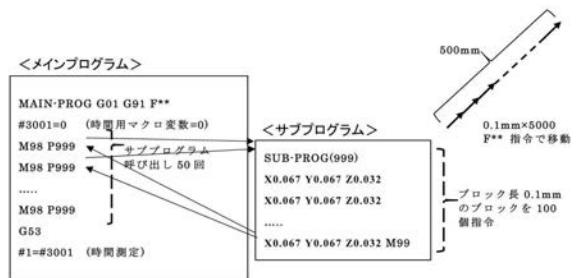 <メインプログラム>
MAIN-PROG G01 G91 F**
#3001=0 (時間用マクロ変数=0)
M98 P999
M98 P999
.....
M98 P999
G53
#1=#3001 (時間測定)
サブプログラム
呼び出し 50 回
<サブプログラム>
SUB-PROG(999)
X0.067 Y0.067 Z0.032
X0.067 Y0.067 Z0.032
.....
X0.067 Y0.067 Z0.032 M99
500mm
0.1mm×5000
F** 指令で移動
ブロック長 0.1mm
のブロックを 100
個指令